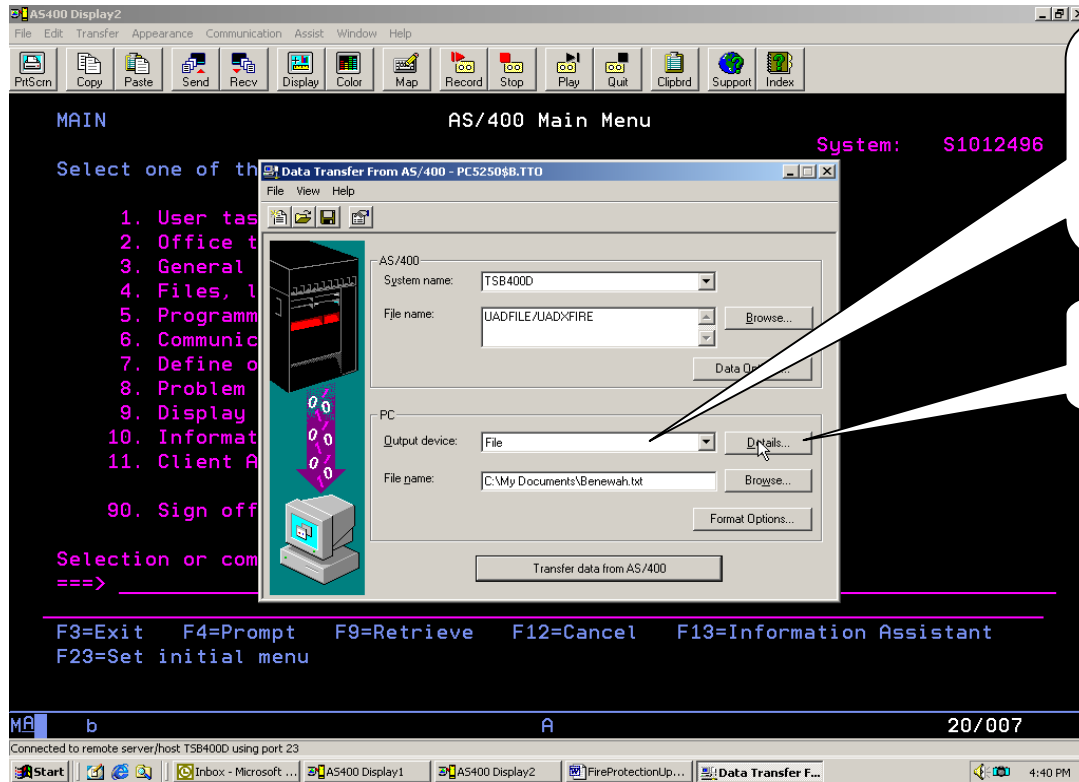 AS400 Display2
File Edit Transfer Appearance Communication Assist Window Help
PrtScrn Copy Paste Send Recv Display Color Map Record Stop Play Quit Clipbrd Support Index
MAIN AS/400 Main Menu
System: S1012496
Select one of th
1. User tas
2. Office t
3. General
4. Files, l
5. Programm
6. Communic
7. Define o
8. Problem
9. Display
10. Informat
11. Client A
90. Sign off
Selection or com
===>
F3=Exit F4=Prompt F9=Retrieve F12=Cancel F13=Information Assistant
F23=Set initial menu
Data Transfer From AS/400 - PC5250$B.TTO
File View Help
AS/400
System name: TSB400D
File name: UADFILE/UADXFIRE Browse...
Data Op
PC
Output device: File Details...
File name: C:\My Documents\Benewah.txt Browse...
Format Options...
Transfer data from AS/400
MA b A 20/007
Connected to remote server/host TSB400D using port 23
Start Inbox - Microsoft ... AS400 Display1 AS400 Display2 FireProtectionUp... Data Transfer F... 4:40 PM